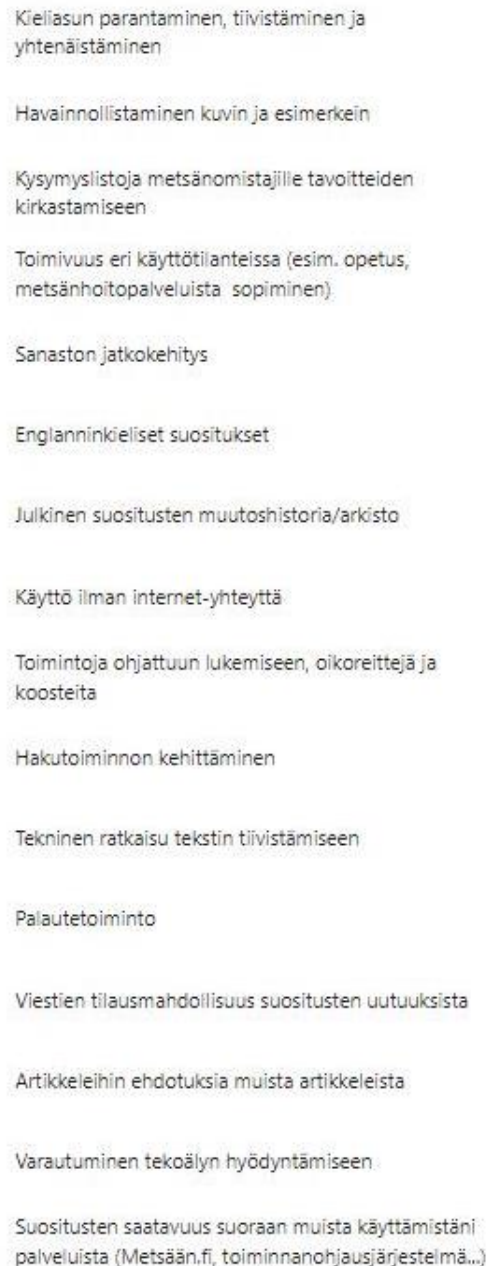 Kieliasun parantaminen, tiivistäminen ja
yhtenäistäminen
Havainnollistaminen kuvin ja esimerkein
Kysymyslistoja metsänomistajille tavoitteiden
kirkastamiseen
Toimivuus eri käyttötilanteissa (esim. opetus,
metsänhoitopalveluista sopiminen)
Sanaston jatkokehitys
Englanninkieliset suositukset
Julkinen suositusten muutoshistoria/arkisto
Käyttö ilman internet-yhteyttä
Toimintoja ohjattuun lukemiseen, oikoreittejä ja
koosteita
Hakutoiminnon kehittäminen
Tekninen ratkaisu tekstin tiivistämiseen
Palautetoiminto
Viestien tilausmahdollisuus suositusten uutuuksista
Artikkeleihin ehdotuksia muista artikkeleista
Varautuminen tekoälyn hyödyntämiseen
Suositusten saatavuus suoraan muista käyttämistäni
palveluista (Metsään.fi, toiminnanohjausjärjestelmä...)